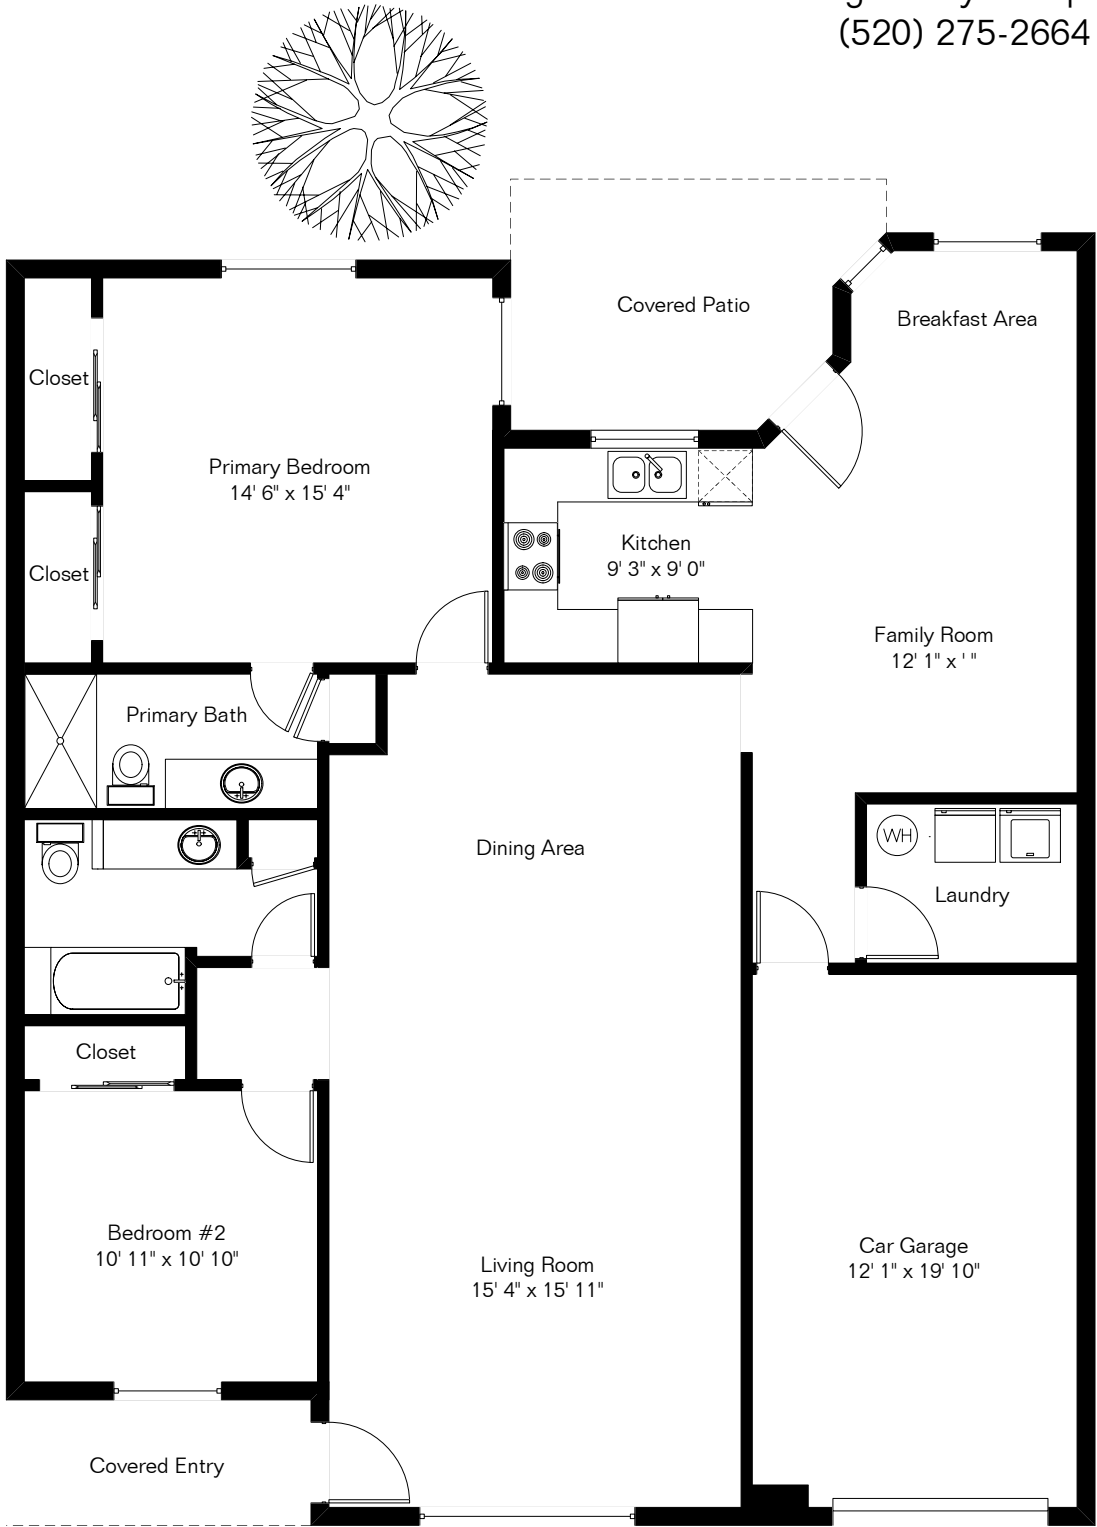 (520) 275-2664
Covered Patio
Breakfast Area
Closet
Primary Bedroom
14' 6" x 15' 4"
Kitchen
9' 3" x 9' 0"
Closet
Family Room
12' 1" x ' "
Primary Bath
WH
Dining Area
Laundry
Closet
Bedroom #2
10' 11" x 10' 10"
Living Room
15' 4" x 15' 11"
Car Garage
12' 1" x 19' 10"
Covered Entry